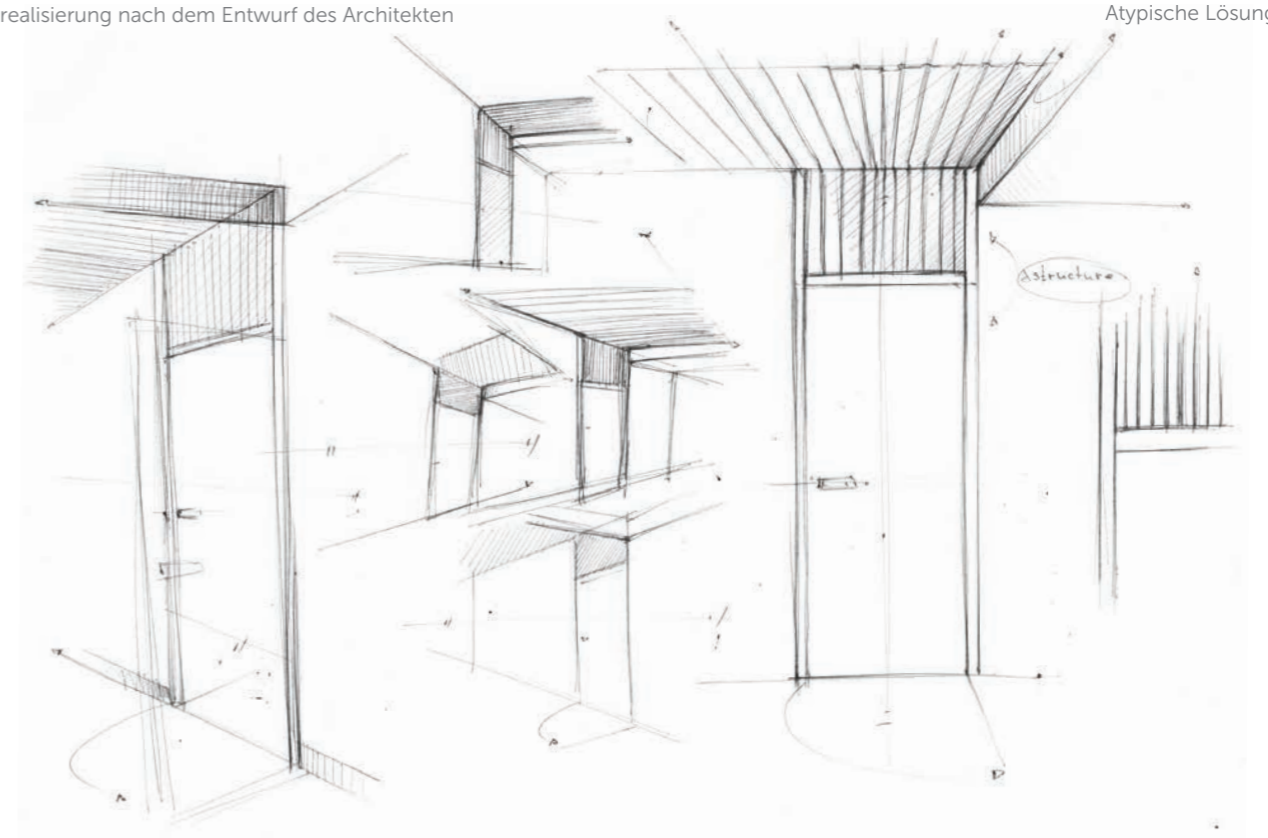 realisierung nach dem Entwurf des Architekten
Atypische Lösung
structure